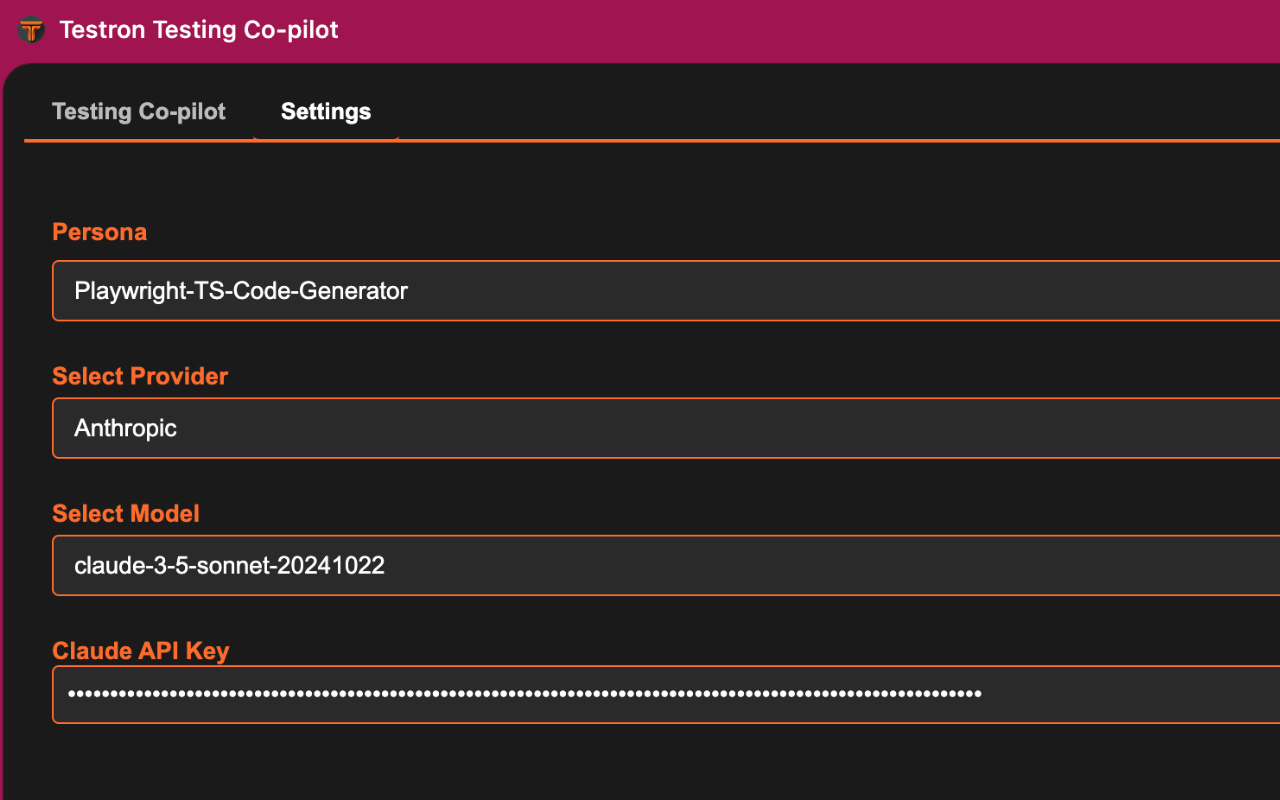 Testron Testing Co-pilot
Testing Co-pilot Settings
Persona
Playwright-TS-Code-Generator
Select Provider
Anthropic
Select Model
claude-3-5-sonnet-20241022
Claude API Key